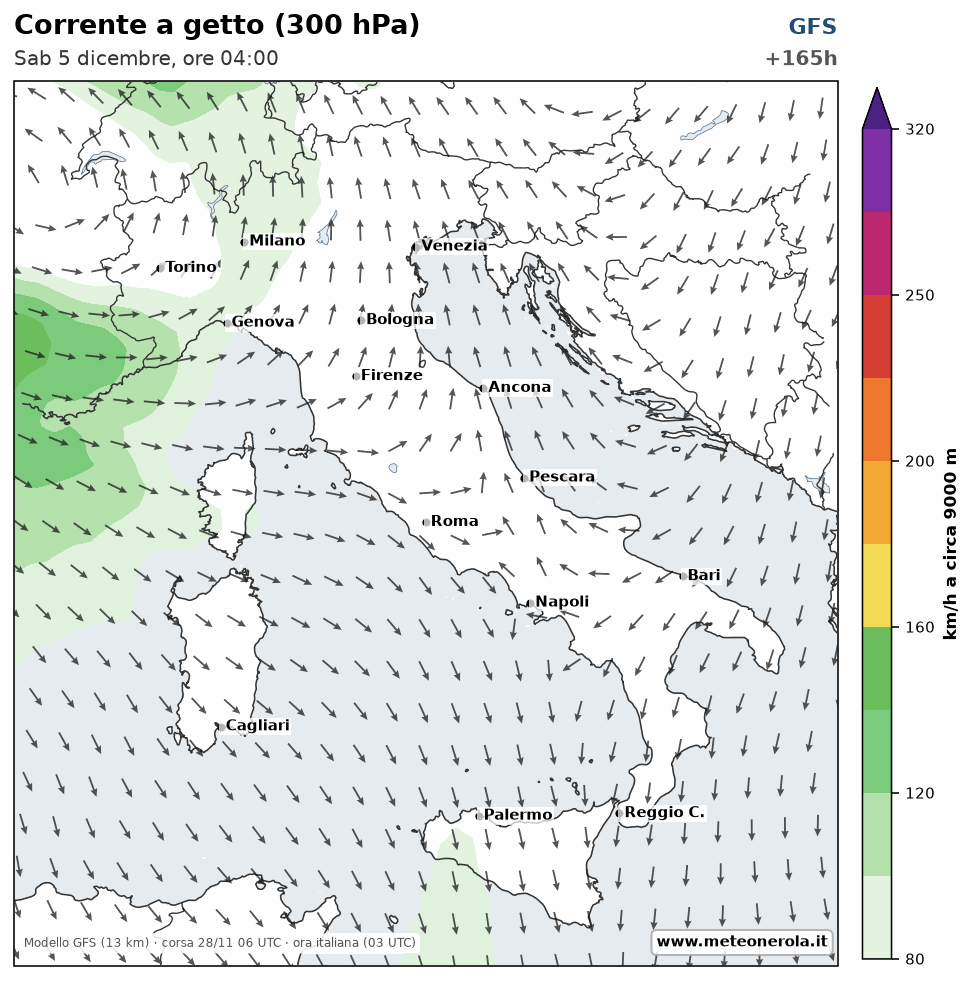 Corrente a getto (300 hPa)
GFS
Sab 5 dicembre, ore 04:00
+165h
320
Milano
Venezia
Torino
250
Genova
Bologna
Firenze
Ancona
200
Pescara
Roma
km/h a circa 9000 m
Bari
Napoli
160
Cagliari
120
Palermo
Reggio C.
Modello GFS (13 km) · corsa 28/11 06 UTC · ora italiana (03 UTC)
www.meteonerola.it
80